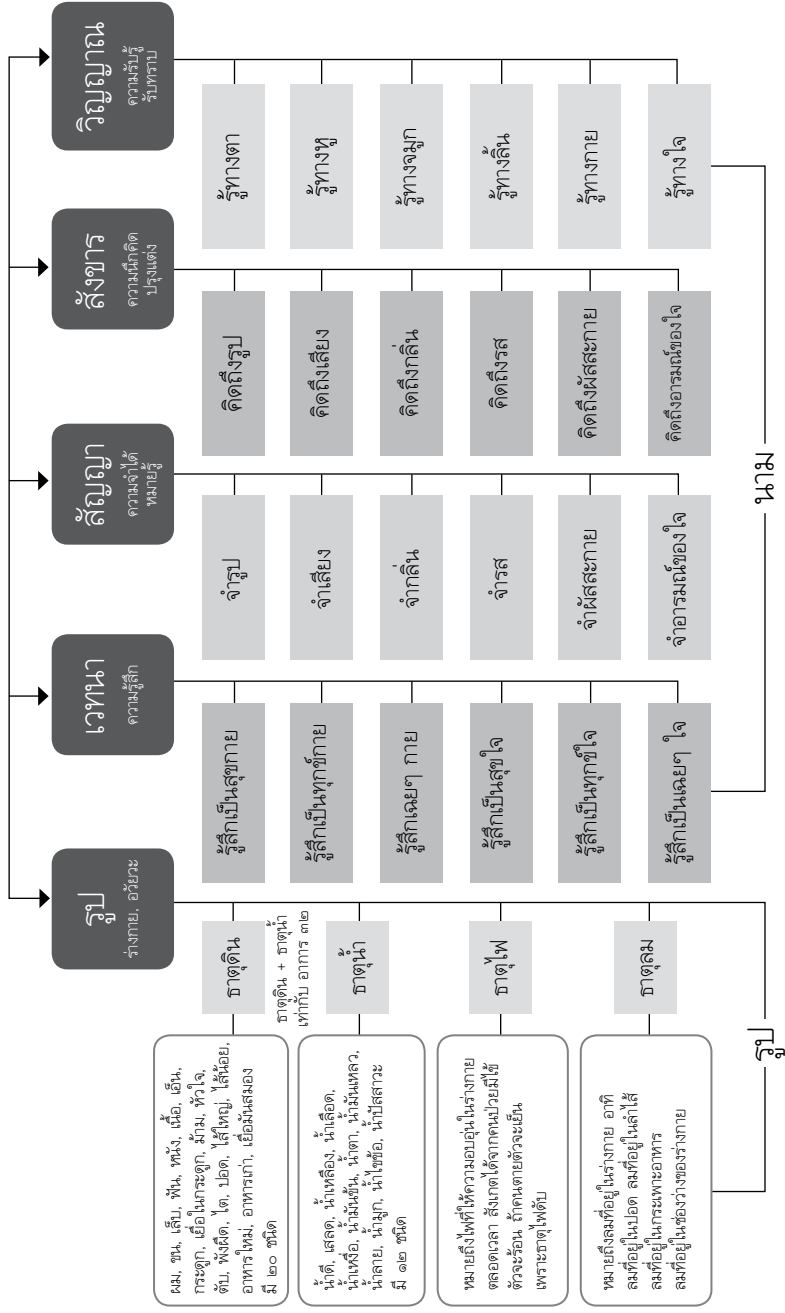 รูป
ร่างกาย, อวัยวะ
เวทนา
ความรู้สึก
สัญญา
ความจำได้
หมายรู้
สังขาร
ความนึกคิด
ปรุงแต่ง
วิญญาณ
ความรับรู้
รับทราบ
ผม, ขน, เล็บ, ฟัน, หนัง, เนื้อ, เอ็น,
กระดูก, เยื่อในกระดูก, ม้าม, หัวใจ,
ตับ, พังผืด, ไต, ปอด, ไส้ใหญ่, ไส้น้อย,
อาหารใหม่, อาหารเก่า, เยื่อมันสมอง
มี ๒๐ ชนิด
ธาตุดิน
ธาตุดิน + ธาตุน้ำ
เท่ากับ อาการ ๓๒
น้ำดี, เสลด, น้ำเหลือง, น้ำเลือด,
น้ำเหงื่อ, น้ำมันข้น, น้ำตา, น้ำมันเหลว,
น้ำลาย, น้ำมูก, น้ำไขข้อ, น้ำปัสสาวะ
มี ๑๒ ชนิด
ธาตุน้ำ
หมายถึงไฟที่ให้ความอบอุ่นในร่างกาย
ตลอดเวลา สังเกตได้จากคนป่วยมีไข้
ตัวจะร้อน ถ้าคนตายตัวจะเย็น
เพราะธาตุไฟดับ
ธาตุไฟ
หมายถึงลมที่อยู่ในร่างกาย อาทิ
ลมที่อยู่ในปอด ลมที่อยู่ในลำไส้
ลมที่อยู่ในกระเพาะอาหาร
ลมที่อยู่ในช่องว่างของร่างกาย
ธาตุลม
รู้สึกเป็นสุขกาย
รู้สึกเป็นทุกข์กาย
รู้สึกเฉยๆ กาย
รู้สึกเป็นสุขใจ
รู้สึกเป็นทุกข์ใจ
รู้สึกเป็นเฉยๆ ใจ
จำรูป
จำเสียง
จำกลิ่น
จำรส
จำผัสสะกาย
จำอารมณ์ของใจ
คิดถึงรูป
คิดถึงเสียง
คิดถึงกลิ่น
คิดถึงรส
คิดถึงผัสสะกาย
คิดถึงอารมณ์ของใจ
รู้ทางตา
รู้ทางหู
รู้ทางจมูก
รู้ทางลิ้น
รู้ทางกาย
รู้ทางใจ
รูป
นาม